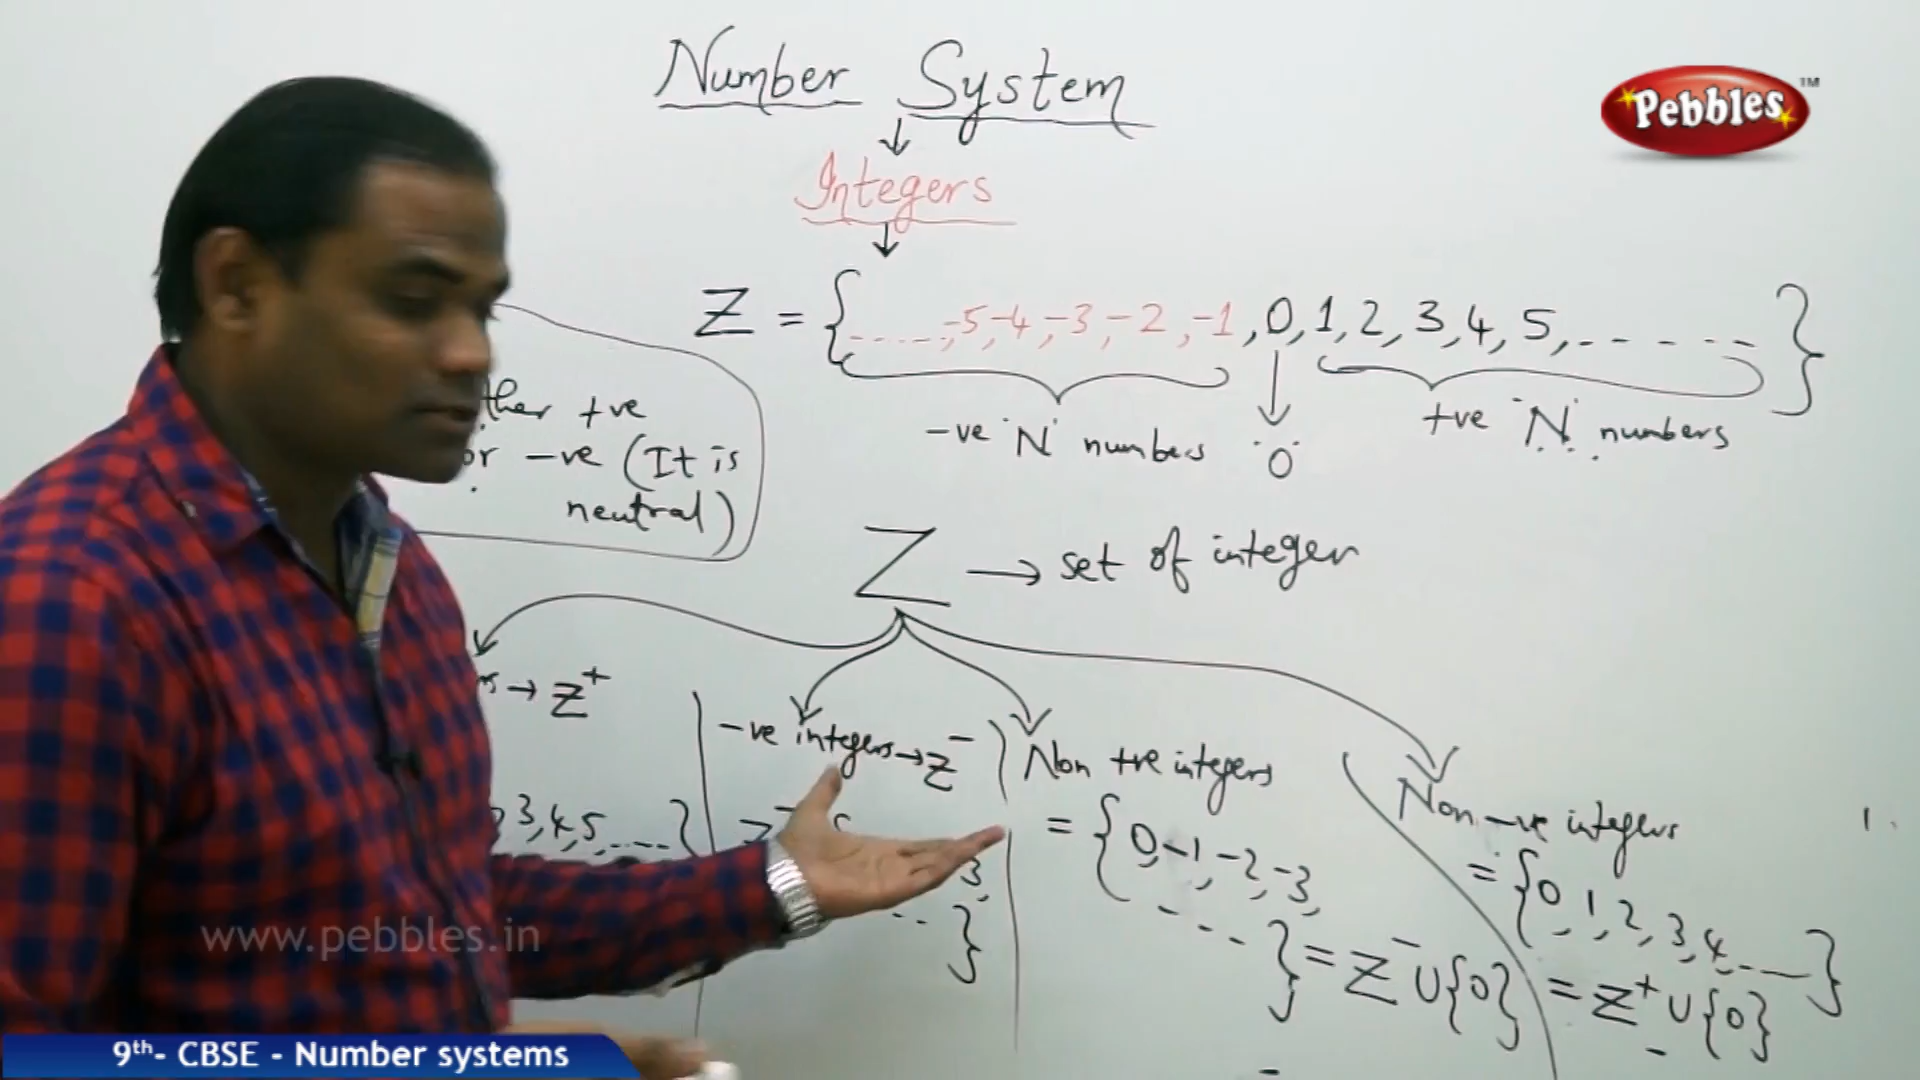 Number System
Pebbles™
Integers
Z = {.....,-5,-4,-3,-2,-1,0,1,2,3,4,5,- - - - - -}
-ve 'N' numbers '0' +ve 'N' numbers
ther +ve
or -ve (It is
neutral)
Z → set of integer
→ Z⁺
-ve integers → Z⁻
Non +ve integers
Non -ve integers
3,4,5,.....}
3,
-- }
= {0,-1,-2,-3,
- - - -} = Z⁻ U{0}
= {0,1,2,3,4,- - -}
= Z⁺ U{0}
www.pebbles.in
9th- CBSE - Number systems